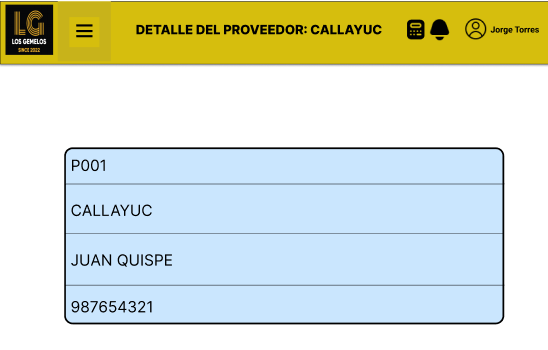 LG
LOS GEMELOS
SINCE 2022
DETALLE DEL PROVEEDOR: CALLAYUC
Jorge Torres
P001
CALLAYUC
JUAN QUISPE
987654321